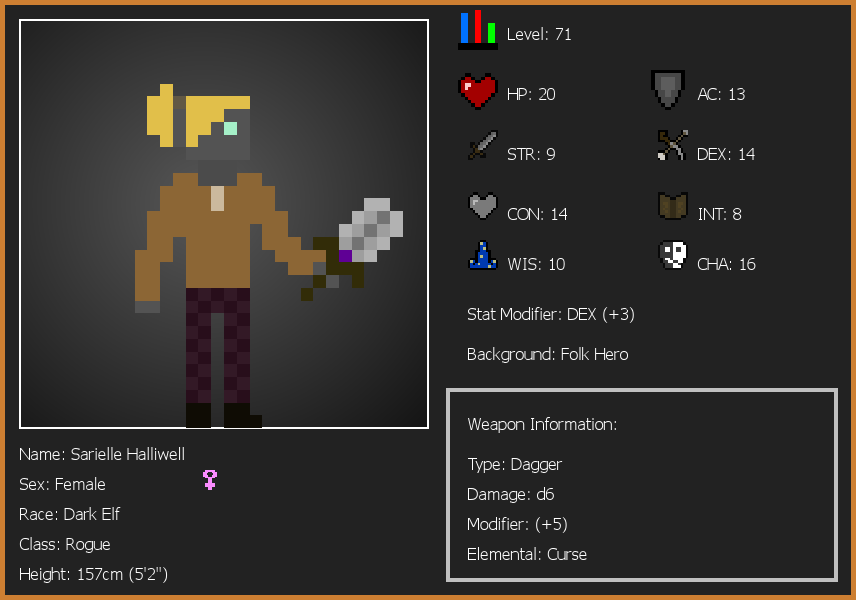 Level: 71
HP: 20
AC: 13
STR: 9
DEX: 14
CON: 14
INT: 8
WIS: 10
CHA: 16
Stat Modifier: DEX (+3)
Background: Folk Hero
Weapon Information:
Type: Dagger
Damage: d6
Modifier: (+5)
Elemental: Curse
Name: Sarielle Halliwell
Sex: Female
Race: Dark Elf
Class: Rogue
Height: 157cm (5'2")